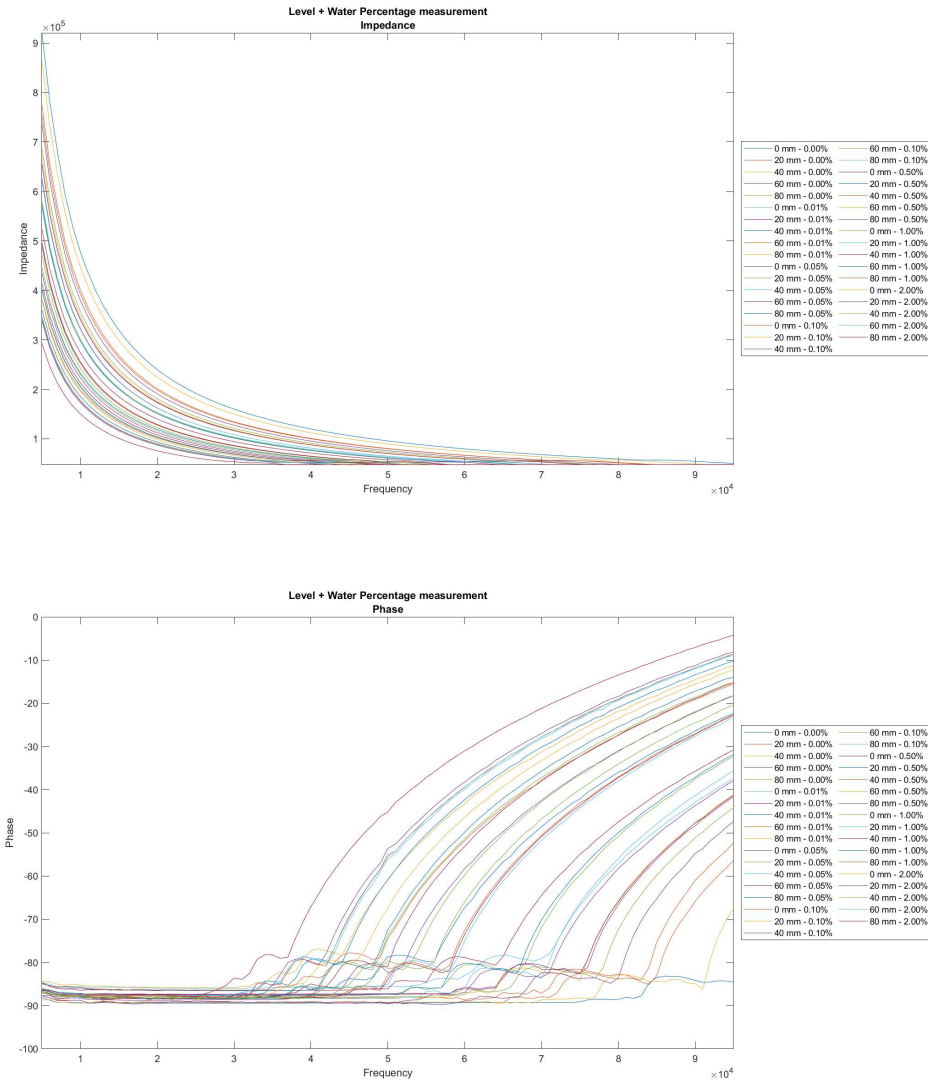 Level + Water Percentage measurement
Impedance
×10⁵
9
8
7
6
5
4
3
2
1
Impedance
1 2 3 4 5 6 7 8 9
Frequency
×10⁴
0 mm - 0.00% 60 mm - 0.10%
20 mm - 0.00% 80 mm - 0.10%
40 mm - 0.00% 0 mm - 0.50%
60 mm - 0.00% 20 mm - 0.50%
80 mm - 0.00% 40 mm - 0.50%
0 mm - 0.01% 60 mm - 0.50%
20 mm - 0.01% 80 mm - 0.50%
40 mm - 0.01% 0 mm - 1.00%
60 mm - 0.01% 20 mm - 1.00%
80 mm - 0.01% 40 mm - 1.00%
0 mm - 0.05% 60 mm - 1.00%
20 mm - 0.05% 80 mm - 1.00%
40 mm - 0.05% 0 mm - 2.00%
60 mm - 0.05% 20 mm - 2.00%
80 mm - 0.05% 40 mm - 2.00%
0 mm - 0.10% 60 mm - 2.00%
20 mm - 0.10% 80 mm - 2.00%
40 mm - 0.10%
Level + Water Percentage measurement
Phase
0
-10
-20
-30
-40
-50
-60
-70
-80
-90
-100
Phase
1 2 3 4 5 6 7 8 9
Frequency
×10⁴
0 mm - 0.00% 60 mm - 0.10%
20 mm - 0.00% 80 mm - 0.10%
40 mm - 0.00% 0 mm - 0.50%
60 mm - 0.00% 20 mm - 0.50%
80 mm - 0.00% 40 mm - 0.50%
0 mm - 0.01% 60 mm - 0.50%
20 mm - 0.01% 80 mm - 0.50%
40 mm - 0.01% 0 mm - 1.00%
60 mm - 0.01% 20 mm - 1.00%
80 mm - 0.01% 40 mm - 1.00%
0 mm - 0.05% 60 mm - 1.00%
20 mm - 0.05% 80 mm - 1.00%
40 mm - 0.05% 0 mm - 2.00%
60 mm - 0.05% 20 mm - 2.00%
80 mm - 0.05% 40 mm - 2.00%
0 mm - 0.10% 60 mm - 2.00%
20 mm - 0.10% 80 mm - 2.00%
40 mm - 0.10%